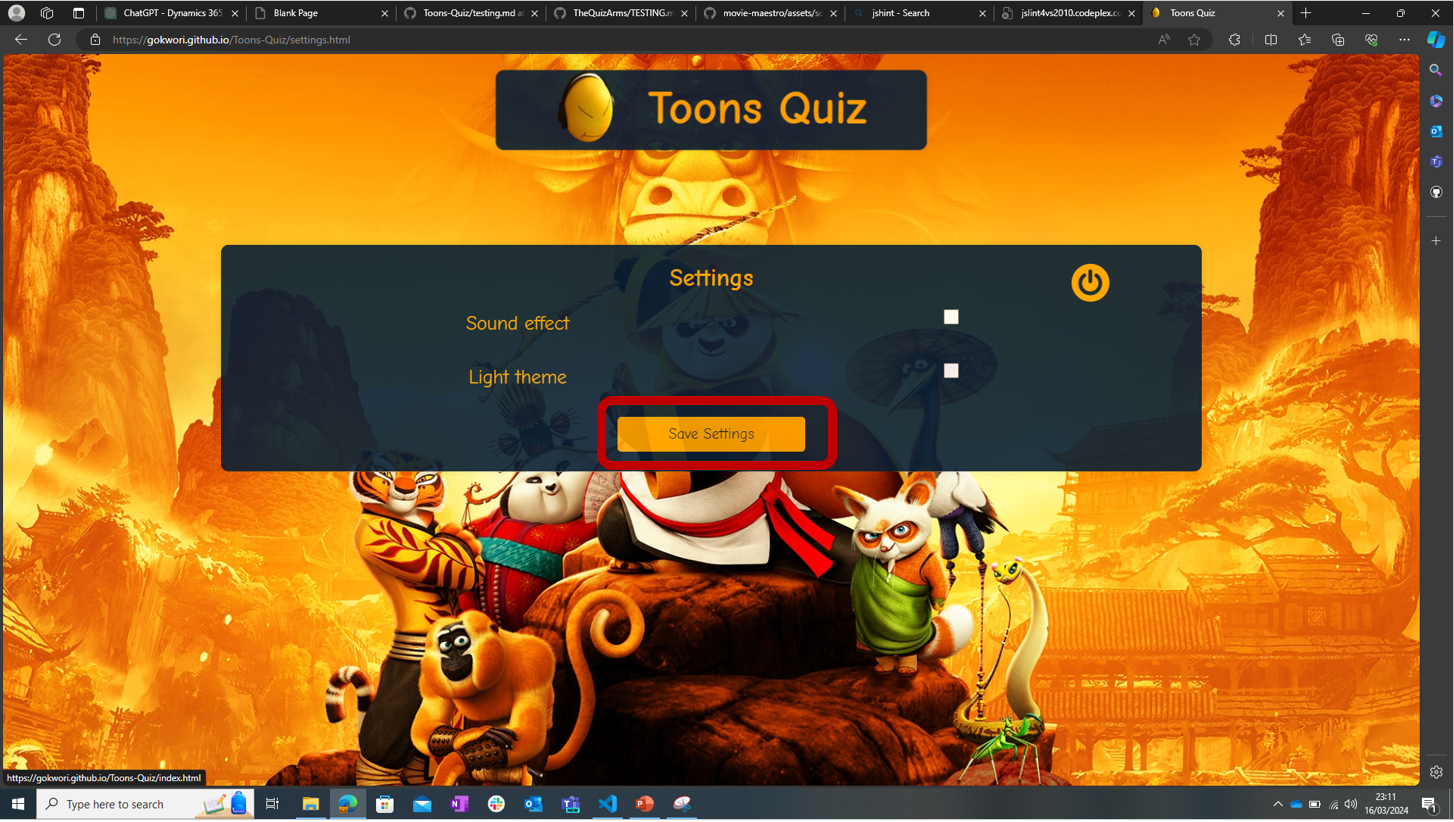 ChatGPT - Dynamics 365
Blank Page
Toons-Quiz/testing.md a
TheQuizArms/TESTING.m
movie-maestro/assets/sc
jshint - Search
jslint4vs2010.codeplex.c
Toons Quiz
https://gokwori.github.io/Toons-Quiz/settings.html
Toons Quiz
Settings
Sound effect
Light theme
Save Settings
https://gokwori.github.io/Toons-Quiz/index.html
Type here to search
23:11
16/03/2024
1